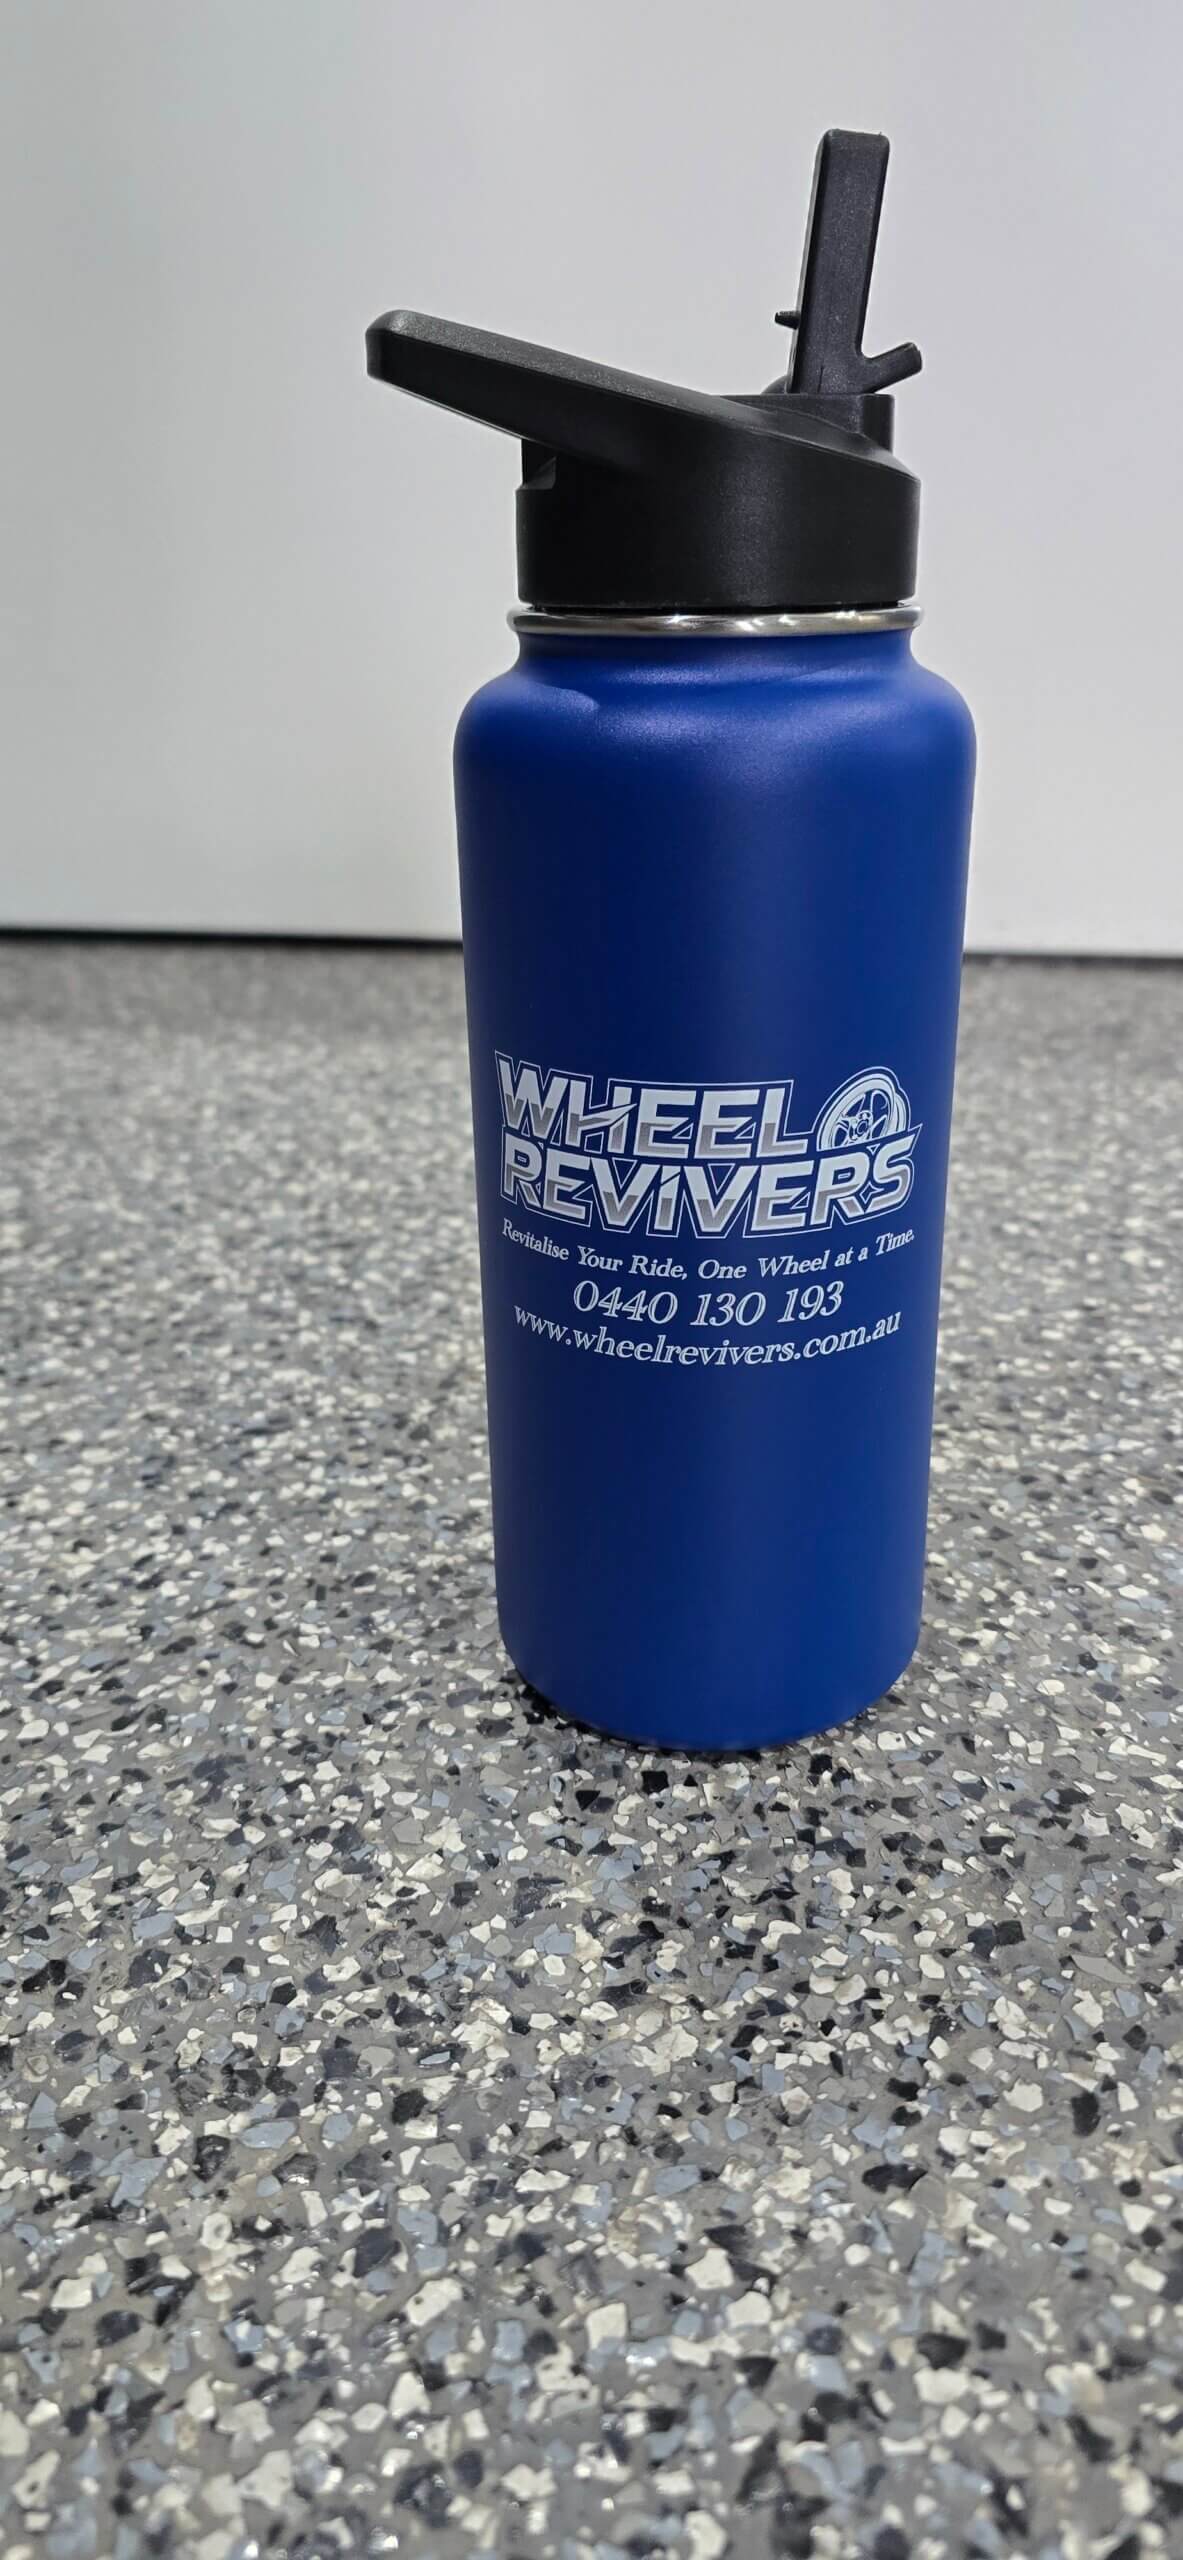 WHEEL
REVIVERS
Revitalise Your Ride, One Wheel at a Time.
0440 130 193
www.wheelrevivers.com.au